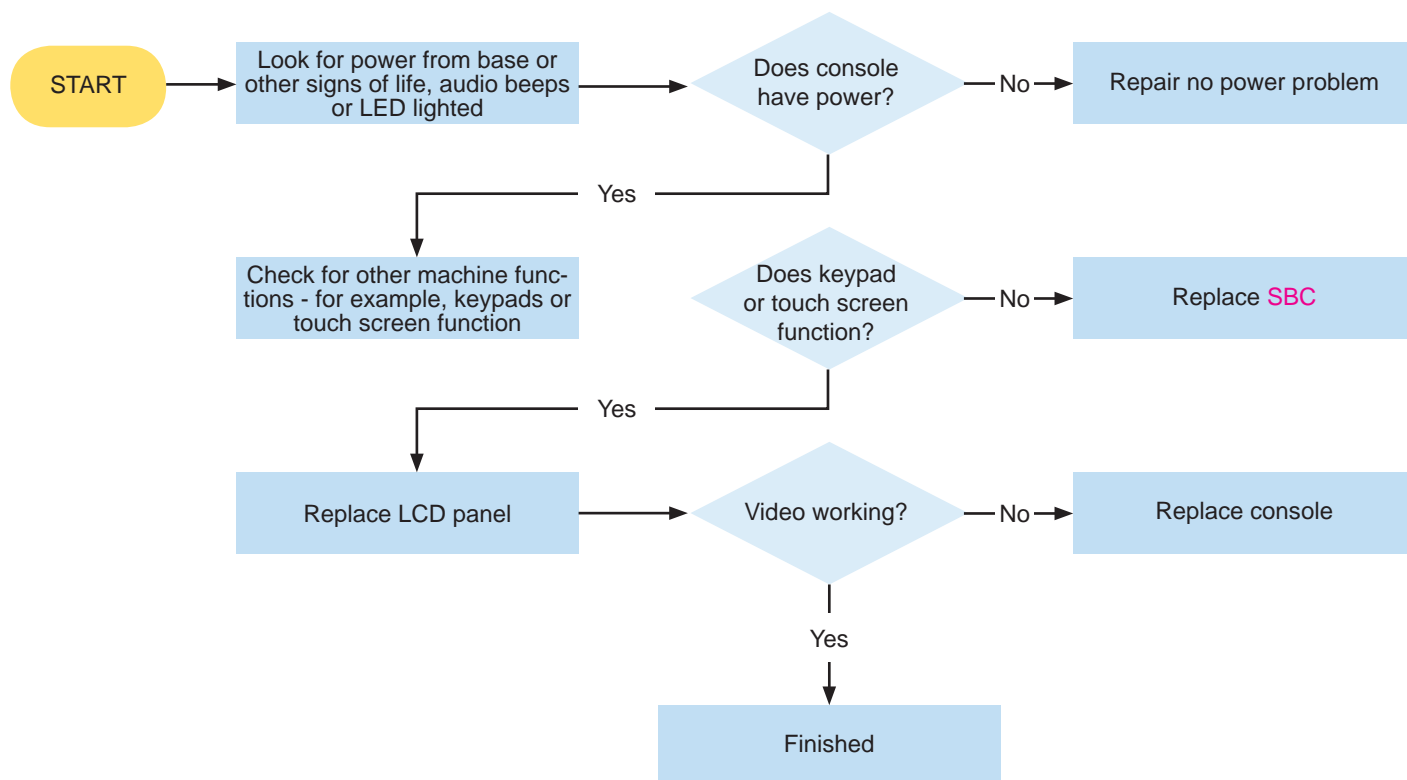 START
Look for power from base or
other signs of life, audio beeps
or LED lighted
Does console
have power?
No
Repair no power problem
Yes
Check for other machine func-
tions - for example, keypads or
touch screen function
Does keypad
or touch screen
function?
No
Replace SBC
Yes
Replace LCD panel
Video working?
No
Replace console
Yes
Finished